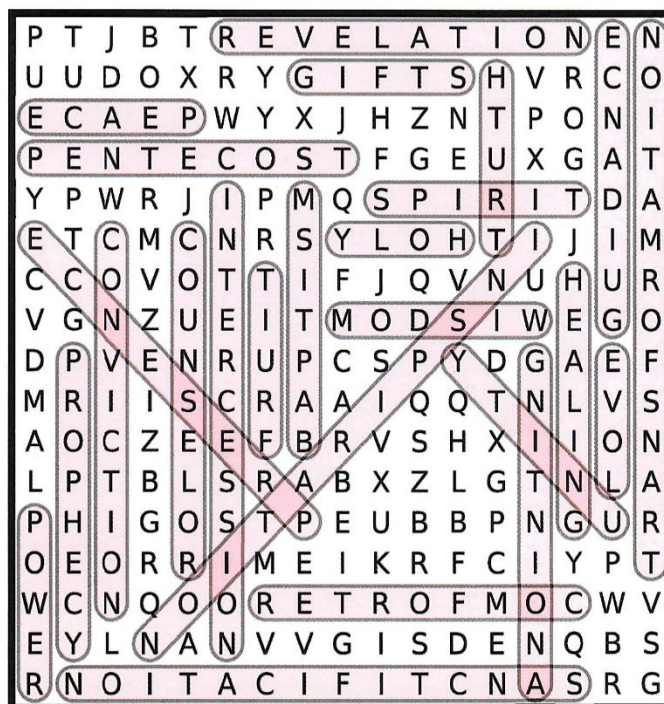 P T J B T R E V E L A T I O N E N
U U D O X R Y G I F T S H V R C O
E C A E P W Y X J H Z N T P O N I
P E N T E C O S T F G E U X G A T
Y P W R J I P M Q S P I R I T D A
E T C M C N R S Y L O H T I J I M
C C O V O T T I F J Q V N U H U R
V G N Z U E I T M O D S I W E G O
D P V E N R U P C S P Y D G A E F
M R I I S C R A A I Q Q T N L V S
A O C Z E E F B R V S H X I I O N
L P T B L S R A B X Z L G T N L A
P H I G O S T P E U B B P N G U R
O E O R R I M E I K R F C I Y P T
W C N Q O O R E T R O F M O C W V
E Y L N A N V V G I S D E N Q B S
R N O I T A C I F I T C N A S R G